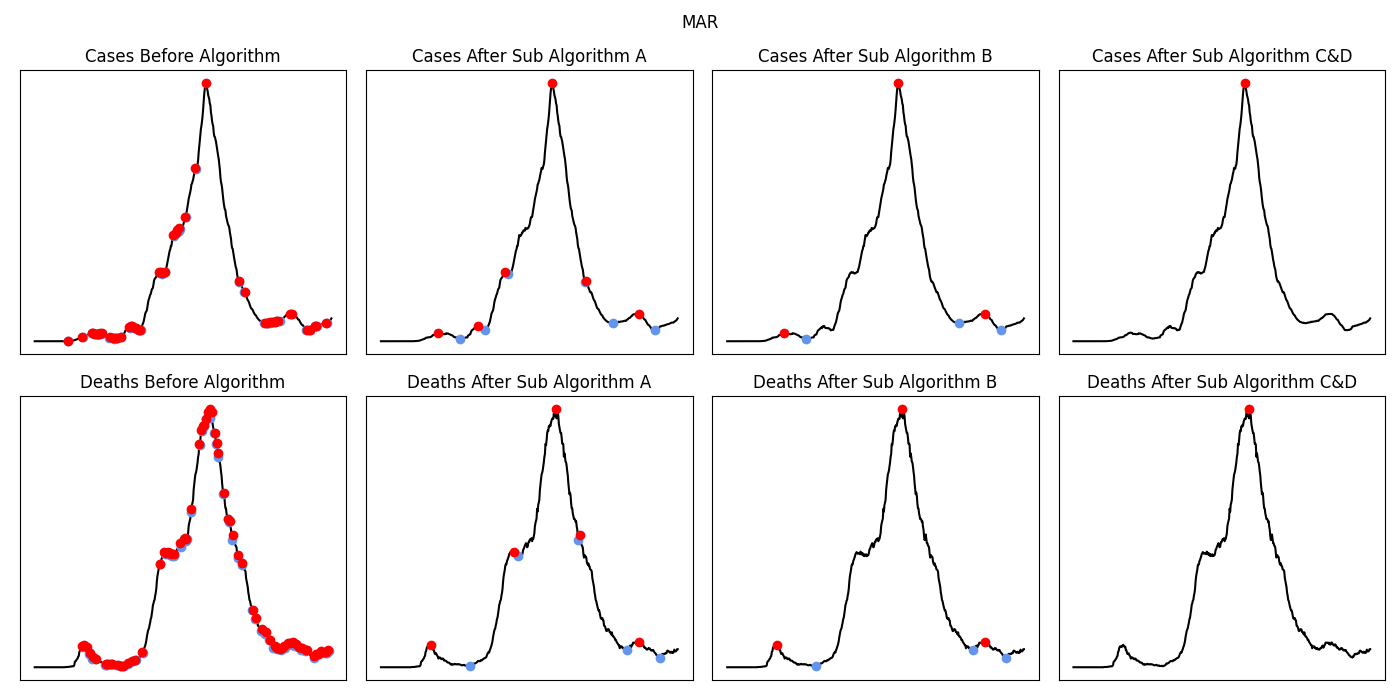 MAR
Cases Before Algorithm
Cases After Sub Algorithm A
Cases After Sub Algorithm B
Cases After Sub Algorithm C&D
Deaths Before Algorithm
Deaths After Sub Algorithm A
Deaths After Sub Algorithm B
Deaths After Sub Algorithm C&D